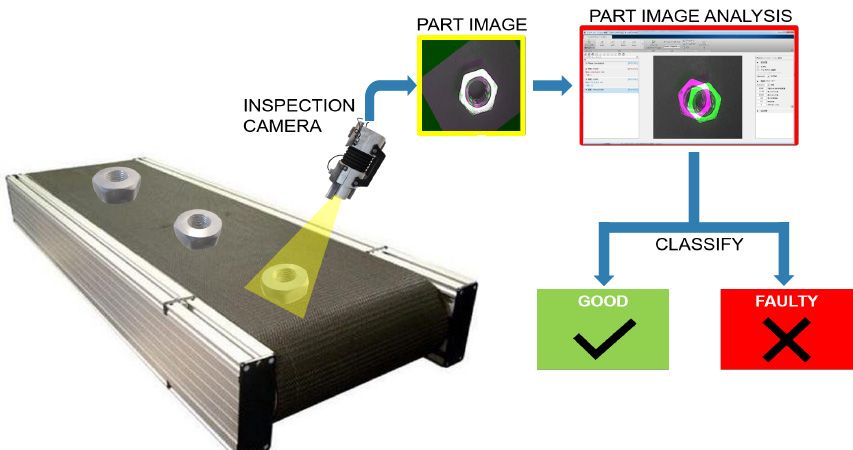 PART IMAGE
PART IMAGE ANALYSIS
INSPECTION
CAMERA
CLASSIFY
GOOD
FAULTY